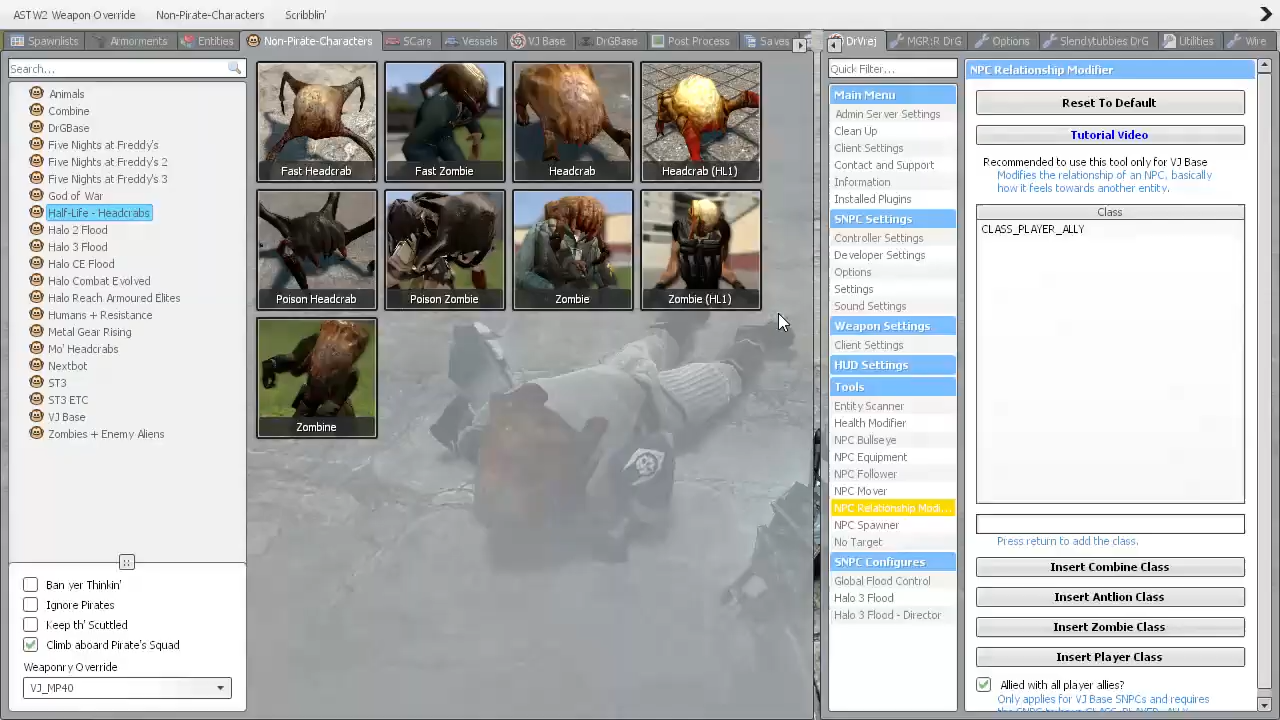 ASTW2 Weapon Override Non-Pirate-Characters Scribblin'
Spawnlists Armorments Entities Non-Pirate-Characters SCars Vessels VJ Base DrGBase Post Process Saves DrVrej MGR:R DrG Options Slendytubbies DrG Utilities Wire
Search...
Animals
Combine
DrGBase
Five Nights at Freddy's
Five Nights at Freddy's 2
Five Nights at Freddy's 3
God of War
Half-Life - Headcrabs
Halo 2 Flood
Halo 3 Flood
Halo CE Flood
Halo Combat Evolved
Halo Reach Armoured Elites
Humans + Resistance
Metal Gear Rising
Mo' Headcrabs
Nextbot
ST3
ST3 ETC
VJ Base
Zombies + Enemy Aliens
Ban yer Thinkin'
Ignore Pirates
Keep th' Scuttled
Climb aboard Pirate's Squad
Weaponry Override
VJ_MP40
Fast Headcrab Fast Zombie Headcrab Headcrab (HL1)
Poison Headcrab Poison Zombie Zombie Zombie (HL1)
Zombine
Quick Filter...
Main Menu
Admin Server Settings
Clean Up
Client Settings
Contact and Support
Information
Installed Plugins
SNPC Settings
Controller Settings
Developer Settings
Options
Settings
Sound Settings
Weapon Settings
Client Settings
HUD Settings
Tools
Entity Scanner
Health Modifier
NPC Bullseye
NPC Equipment
NPC Follower
NPC Mover
NPC Relationship Modi...
NPC Spawner
No Target
SNPC Configures
Global Flood Control
Halo 3 Flood
Halo 3 Flood - Director
NPC Relationship Modifier
Reset To Default
Tutorial Video
Recommended to use this tool only for VJ Base
Modifies the relationship of an NPC, basically
how it feels towards another entity.
Class
CLASS_PLAYER_ALLY
Press return to add the class.
Insert Combine Class
Insert Antlion Class
Insert Zombie Class
Insert Player Class
Allied with all player allies?
Only applies for VJ Base SNPCs and requires
the SNPC to have CLASS_PLAYER_ALLY